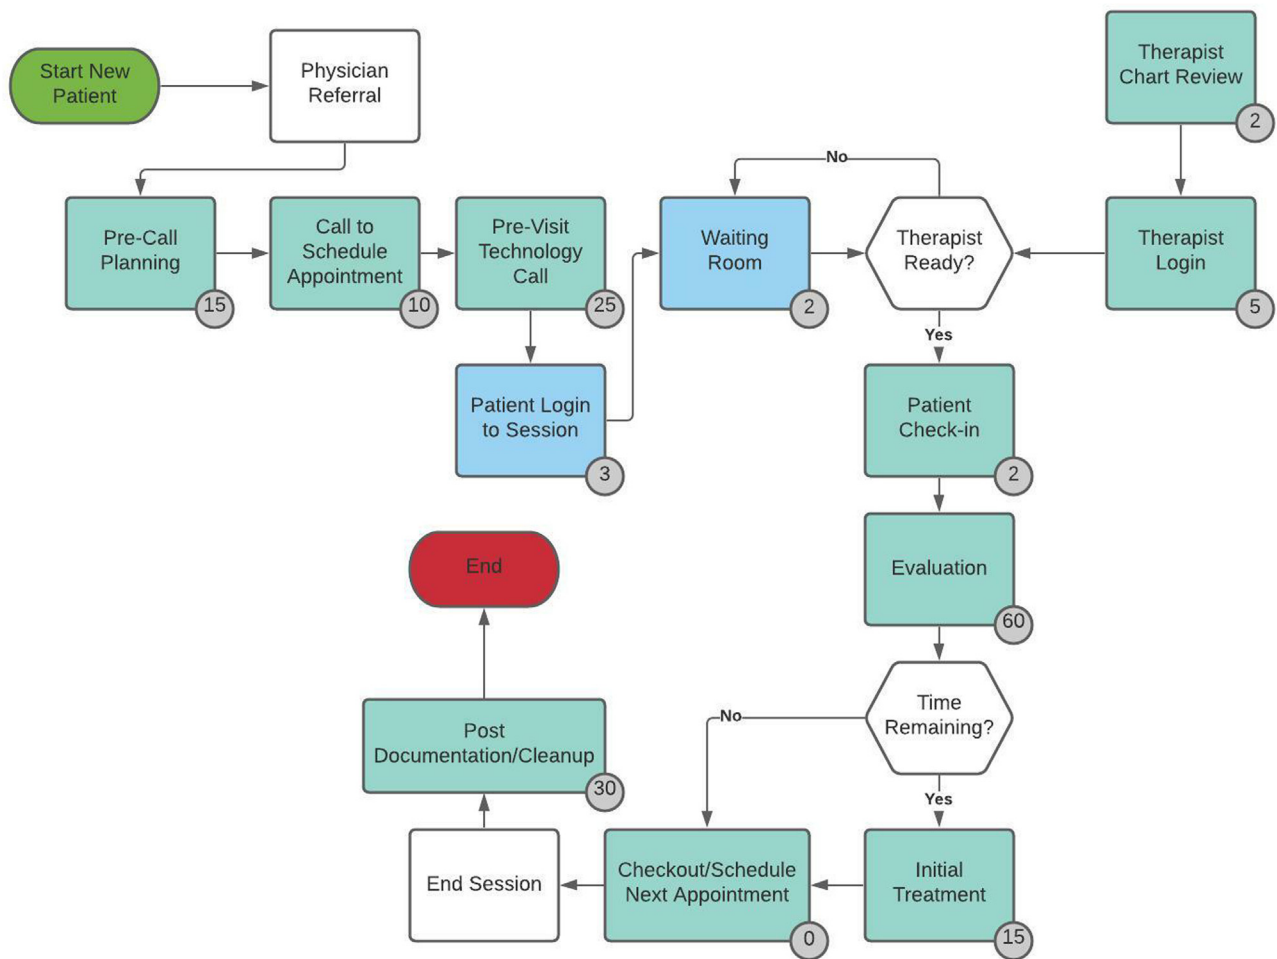 Start New
Patient
Physician
Referral
Therapist
Chart Review
2
Pre-Call
Planning
15
Call to
Schedule
Appointment
10
Pre-Visit
Technology
Call
25
No
Waiting
Room
2
Therapist
Ready?
Therapist
Login
5
Yes
Patient Login
to Session
3
Patient
Check-in
2
Evaluation
60
End
Time
Remaining?
No
Yes
Post
Documentation/Cleanup
30
End Session
Checkout/Schedule
Next Appointment
0
Initial
Treatment
15